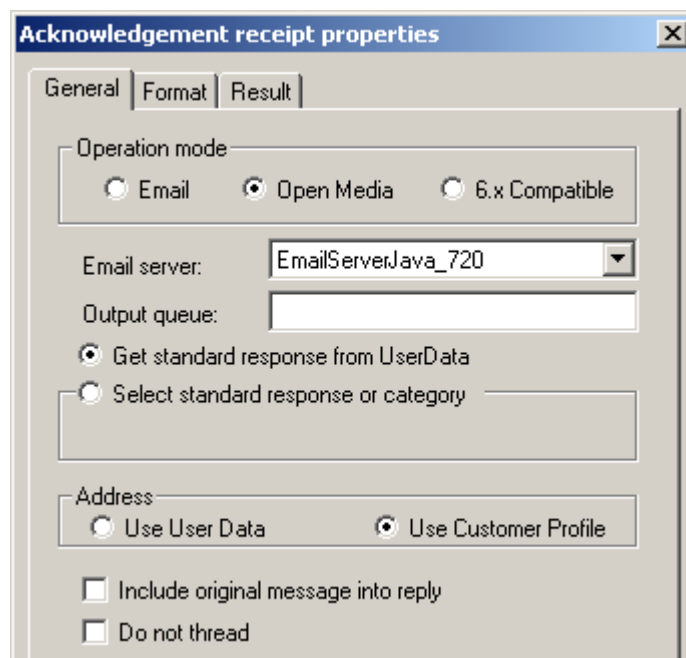 Acknowledgement receipt properties
General Format Result
Operation mode
Email Open Media 6.x Compatible
Email server: EmailServerJava_720
Output queue:
Get standard response from UserData
Select standard response or category
Address
Use User Data Use Customer Profile
Include original message into reply
Do not thread